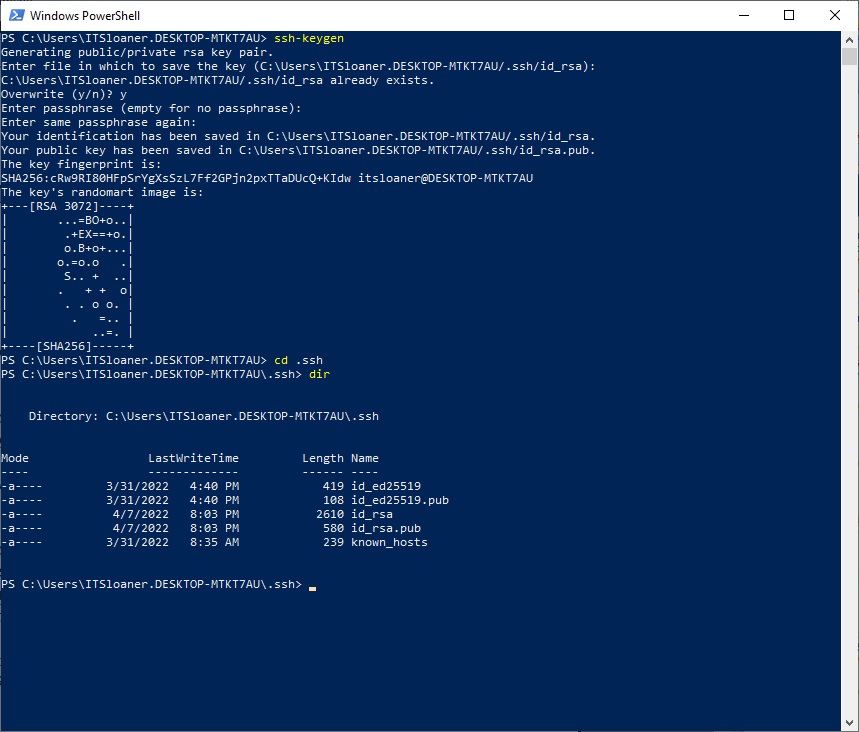 Windows PowerShell
PS C:\Users\ITSloaner.DESKTOP-MTKT7AU> ssh-keygen
Generating public/private rsa key pair.
Enter file in which to save the key (C:\Users\ITSloaner.DESKTOP-MTKT7AU/.ssh/id_rsa):
C:\Users\ITSloaner.DESKTOP-MTKT7AU/.ssh/id_rsa already exists.
Overwrite (y/n)? y
Enter passphrase (empty for no passphrase):
Enter same passphrase again:
Your identification has been saved in C:\Users\ITSloaner.DESKTOP-MTKT7AU/.ssh/id_rsa.
Your public key has been saved in C:\Users\ITSloaner.DESKTOP-MTKT7AU/.ssh/id_rsa.pub.
The key fingerprint is:
SHA256:cRw9RI80HFpSrYgXsSzL7Ff2GPjn2pxTTaDUcQ+KIdw itsloaner@DESKTOP-MTKT7AU
The key's randomart image is:
+---[RSA 3072]----+
|       ...=BO+o..|
|        .+EX==+o.|
|        o.B+o+...|
|       o.=o.o   .|
|        S.. +  ..|
|       .   + +  o|
|        . . o o. |
|         .   =.. |
|            ..=. |
+----[SHA256]-----+
PS C:\Users\ITSloaner.DESKTOP-MTKT7AU> cd .ssh
PS C:\Users\ITSloaner.DESKTOP-MTKT7AU\.ssh> dir
    Directory: C:\Users\ITSloaner.DESKTOP-MTKT7AU\.ssh
Mode                 LastWriteTime         Length Name
----                 -------------         ------ ----
-a----         3/31/2022   4:40 PM            419 id_ed25519
-a----         3/31/2022   4:40 PM            108 id_ed25519.pub
-a----          4/7/2022   8:03 PM           2610 id_rsa
-a----          4/7/2022   8:03 PM            580 id_rsa.pub
-a----         3/31/2022   8:35 AM            239 known_hosts
PS C:\Users\ITSloaner.DESKTOP-MTKT7AU\.ssh> _